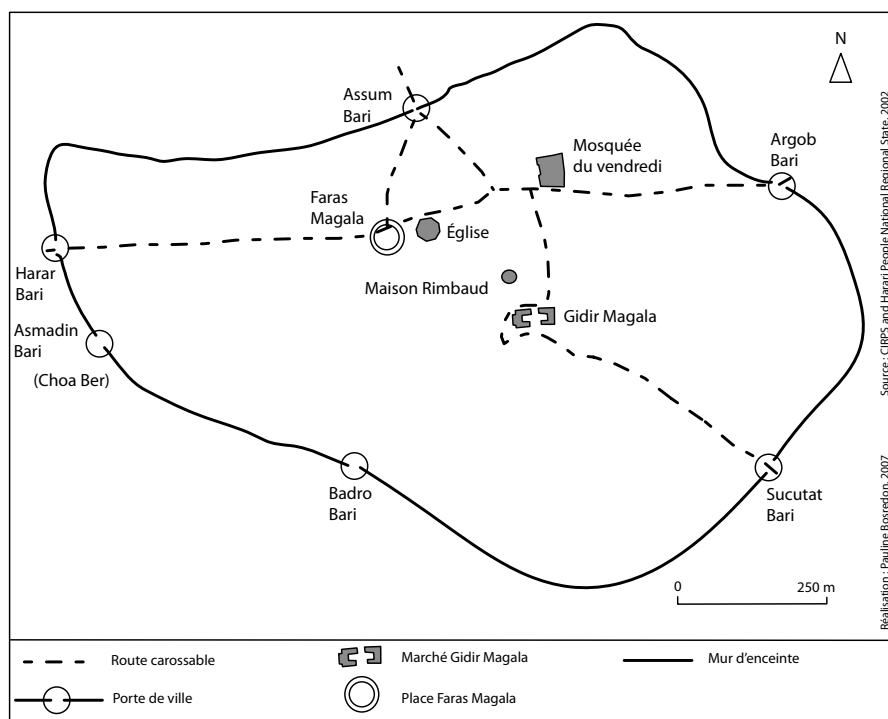 N
Assum
Bari
Mosquée
du vendredi
Argob
Bari
Faras
Magala
Église
Harar
Bari
Maison Rimbaud
Gidir Magala
Asmadin
Bari
(Choa Ber)
Badro
Bari
Sucutat
Bari
0 250 m
Source : CIRPS and Harari People National Regional State, 2002
Réalisation : Pauline Bosredon, 2007
Route carossable
Marché Gidir Magala
Mur d'enceinte
Porte de ville
Place Faras Magala